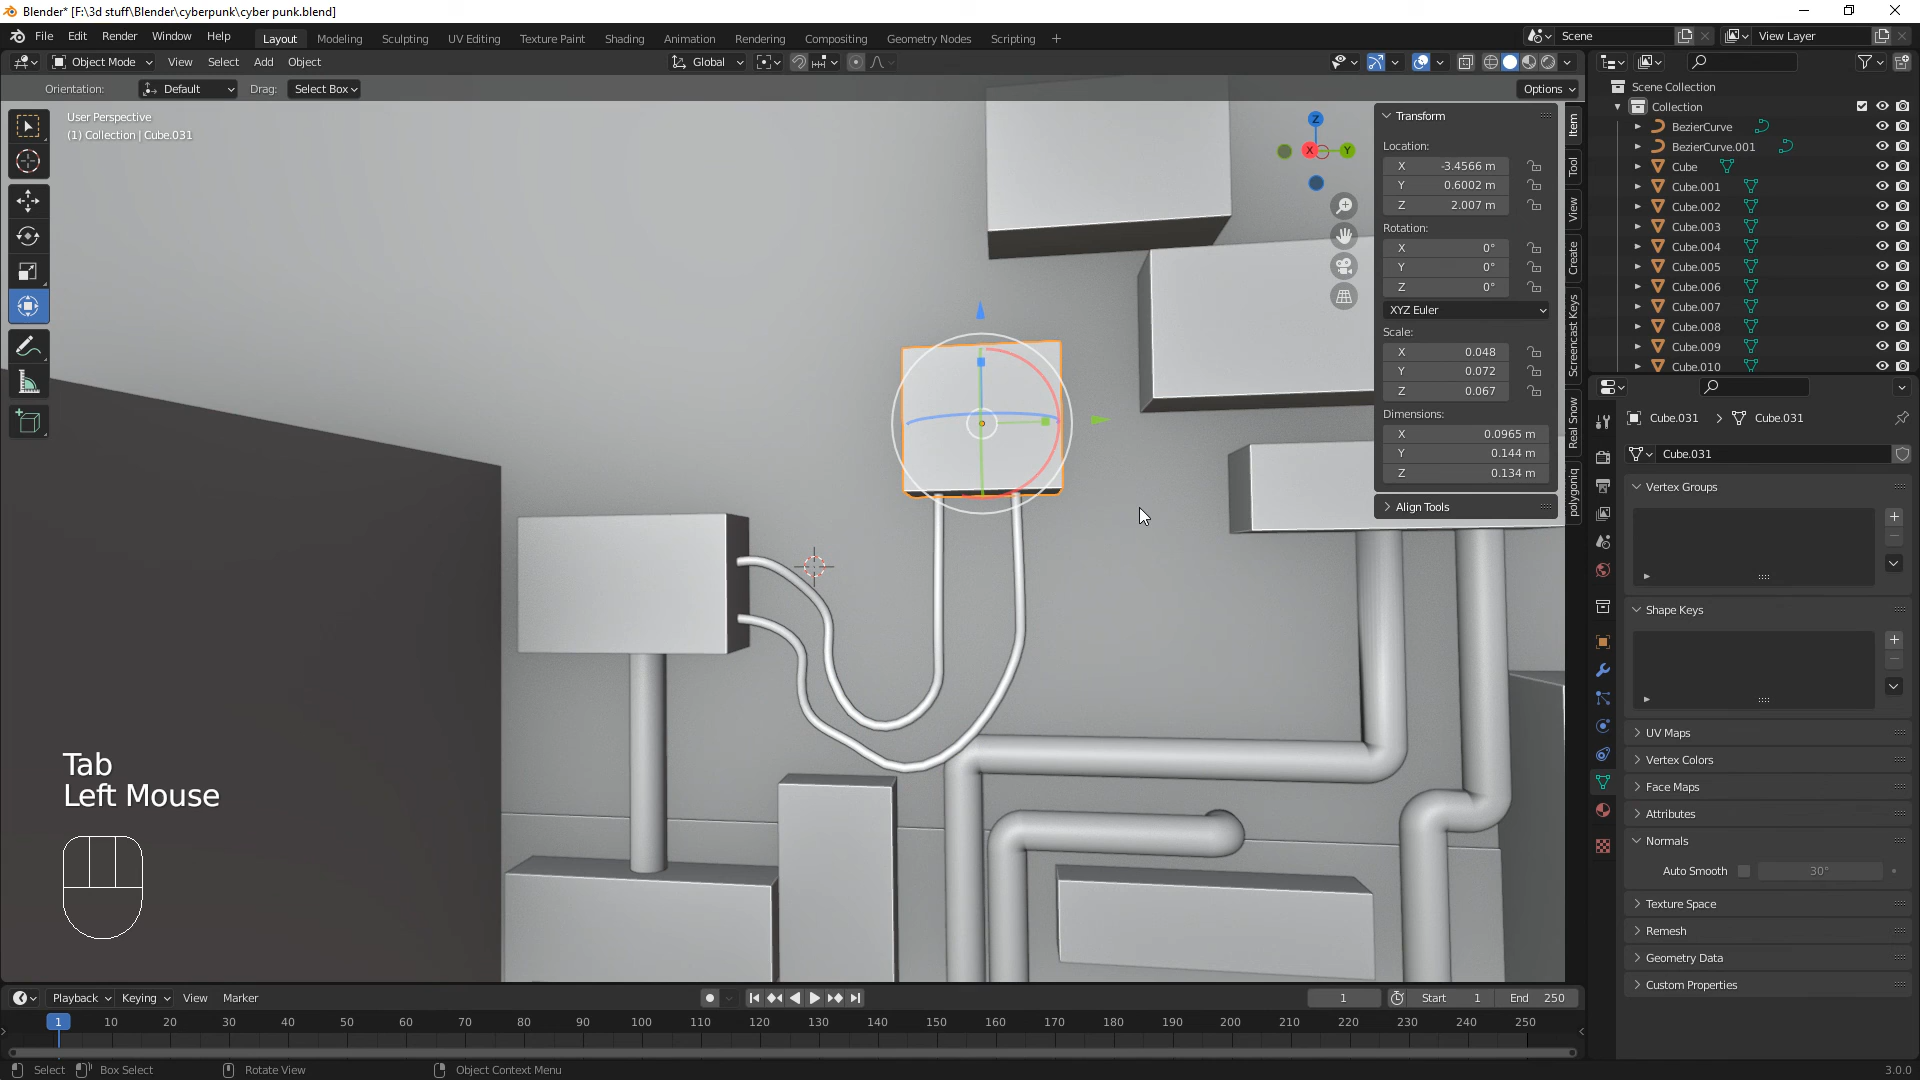 Blender* [F:\3d stuff\Blender\cyberpunk\cyber punk.blend]
File Edit Render Window Help Layout Modeling Sculpting UV Editing Texture Paint Shading Animation Rendering Compositing Geometry Nodes Scripting + Scene View Layer
Object Mode View Select Add Object Global
Orientation: Default Drag: Select Box Options
User Perspective
(1) Collection | Cube.031
Z
X Y
Transform
Location:
X -3.4566 m
Y 0.6002 m
Z 2.007 m
Rotation:
X 0°
Y 0°
Z 0°
XYZ Euler
Scale:
X 0.048
Y 0.072
Z 0.067
Dimensions:
X 0.0965 m
Y 0.144 m
Z 0.134 m
Align Tools
Item
Tool
View
Create
Screencast Keys
Real Snow
polygoniq
Scene Collection
Collection
BezierCurve
BezierCurve.001
Cube
Cube.001
Cube.002
Cube.003
Cube.004
Cube.005
Cube.006
Cube.007
Cube.008
Cube.009
Cube.010
Cube.031 > Cube.031
Cube.031
Vertex Groups
Shape Keys
UV Maps
Vertex Colors
Face Maps
Attributes
Normals
Auto Smooth 30°
Texture Space
Remesh
Geometry Data
Custom Properties
Tab
Left Mouse
Playback Keying View Marker 1 Start 1 End 250
1 10 20 30 40 50 60 70 80 90 100 110 120 130 140 150 160 170 180 190 200 210 220 230 240 250
Select Box Select Rotate View Object Context Menu 3.0.0